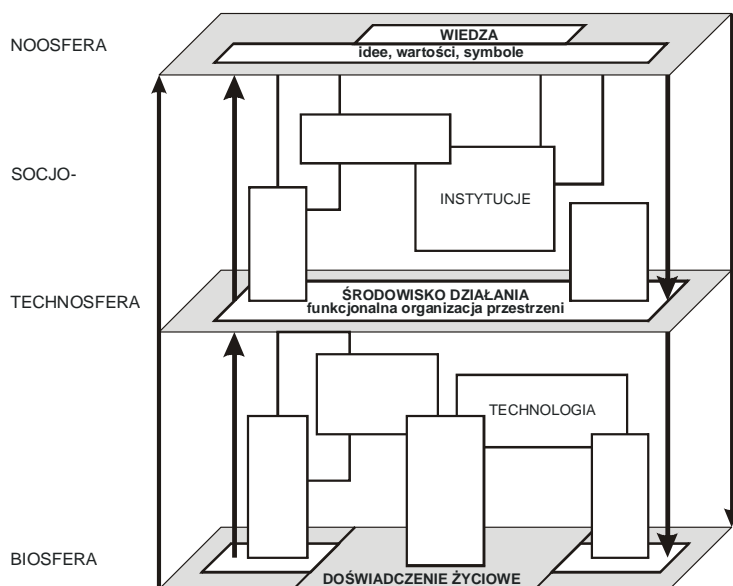 NOOSFERA
WIEDZA
idee, wartości, symbole
SOCJO-
INSTYTUCJE
TECHNOSFERA
ŚRODOWISKO DZIAŁANIA
funkcjonalna organizacja przestrzeni
TECHNOLOGIA
BIOSFERA
DOŚWIADCZENIE ŻYCIOWE